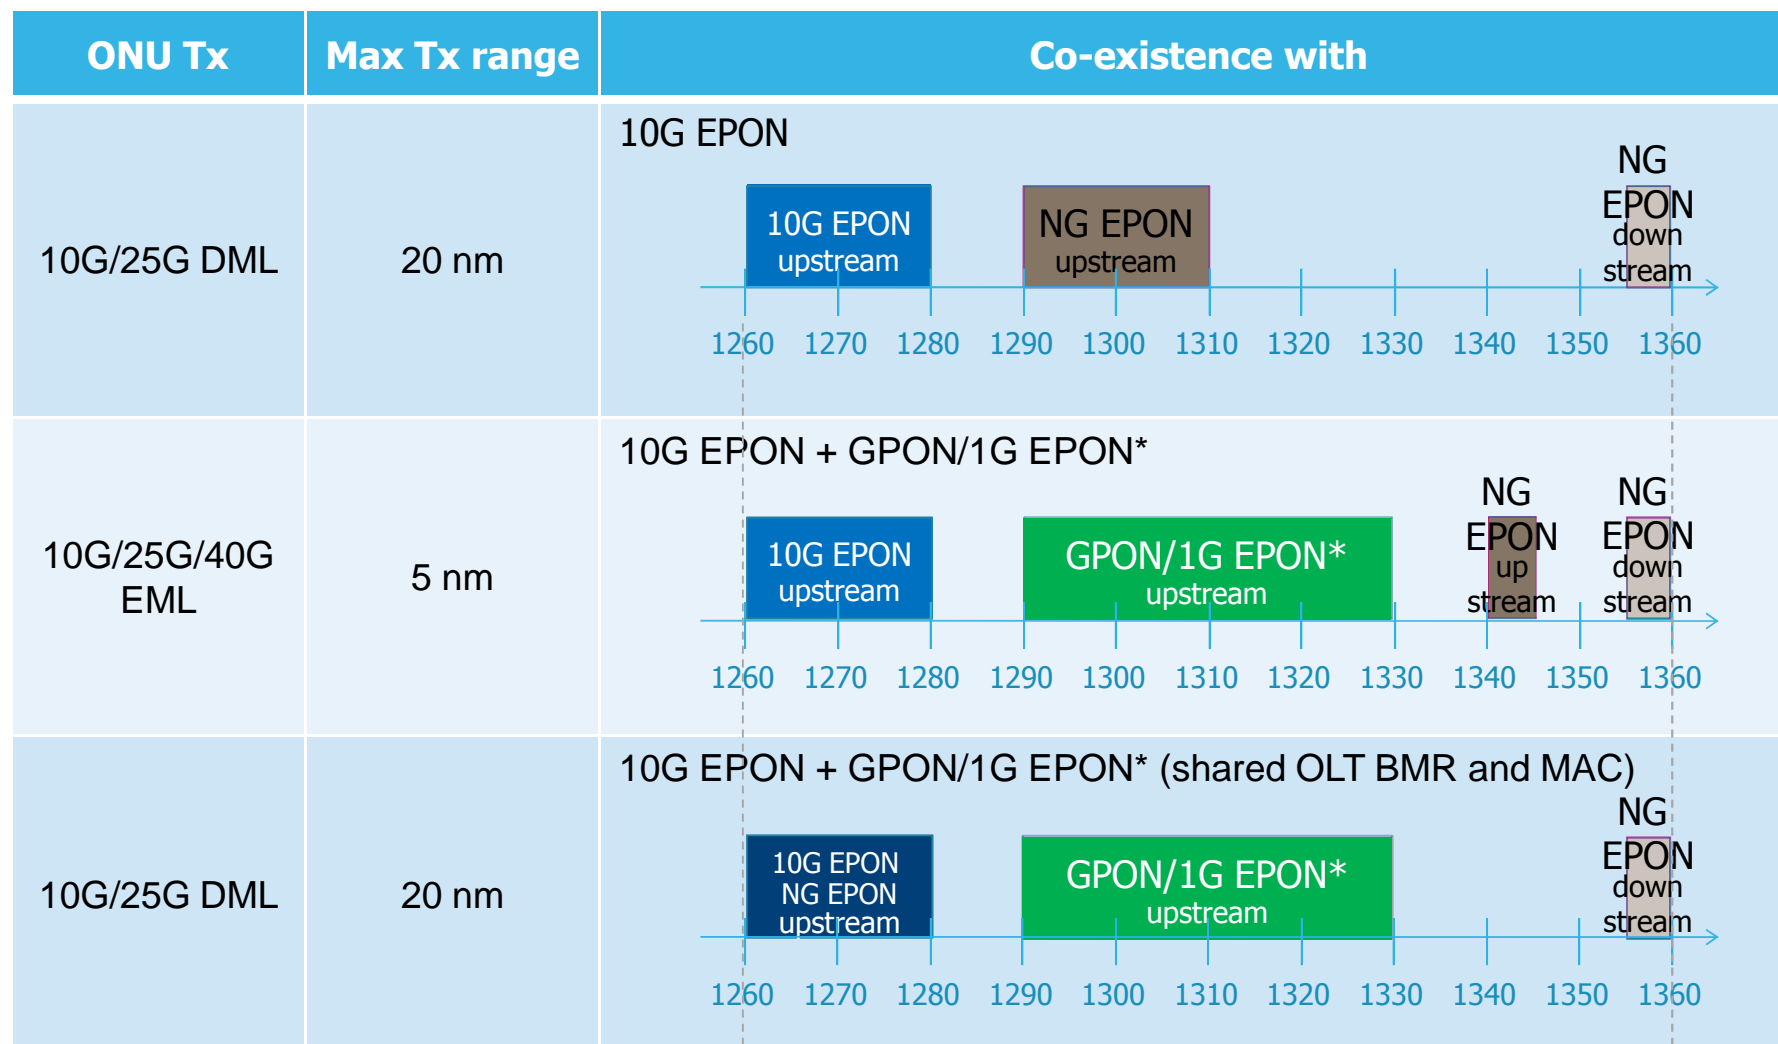 ONU Tx
Max Tx range
Co-existence with
10G/25G DML
20 nm
10G EPON
10G EPON
upstream
NG EPON
upstream
NG
EPON
down
stream
1260 1270 1280 1290 1300 1310 1320 1330 1340 1350 1360
10G/25G/40G
EML
5 nm
10G EPON + GPON/1G EPON*
10G EPON
upstream
GPON/1G EPON*
upstream
NG
EPON
up
stream
NG
EPON
down
stream
1260 1270 1280 1290 1300 1310 1320 1330 1340 1350 1360
10G/25G DML
20 nm
10G EPON + GPON/1G EPON* (shared OLT BMR and MAC)
10G EPON
NG EPON
upstream
GPON/1G EPON*
upstream
NG
EPON
down
stream
1260 1270 1280 1290 1300 1310 1320 1330 1340 1350 1360